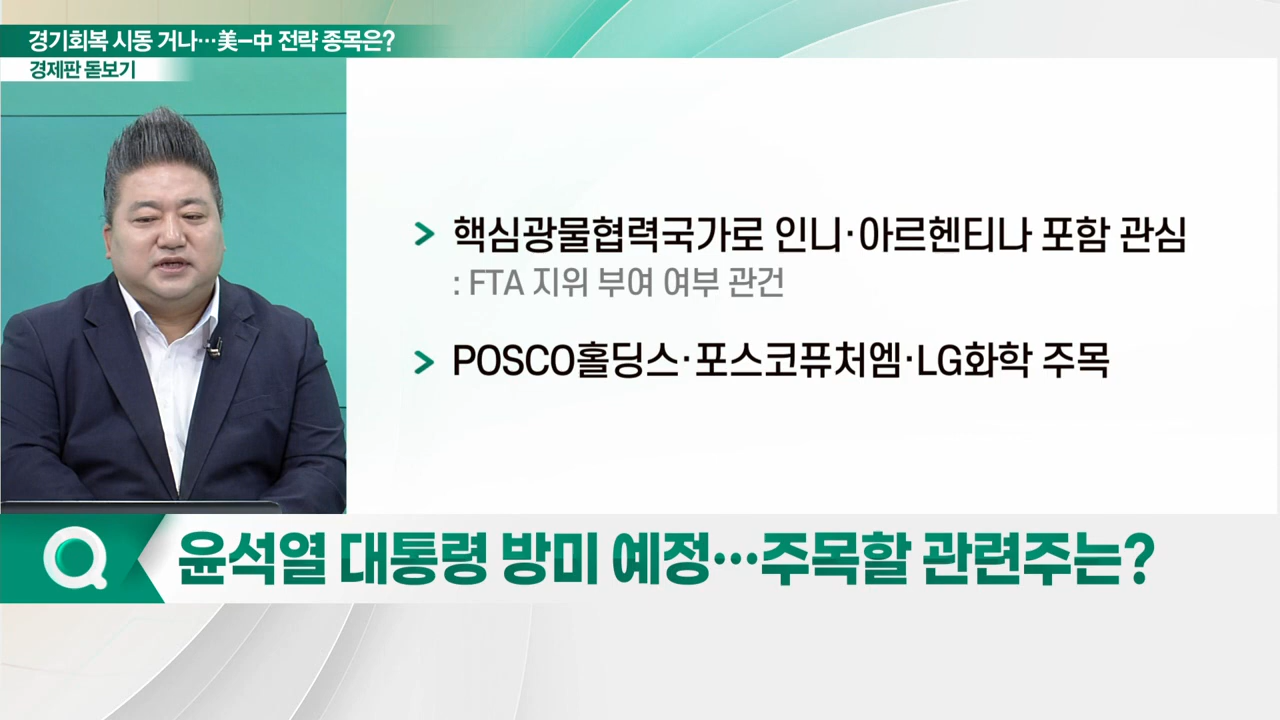 경기회복 시동 거나…美-中 전략 종목은?
경제판 돋보기
> 핵심광물협력국가로 인니·아르헨티나 포함 관심
: FTA 지위 부여 여부 관건
> POSCO홀딩스·포스코퓨처엠·LG화학 주목
Q 윤석열 대통령 방미 예정…주목할 관련주는?